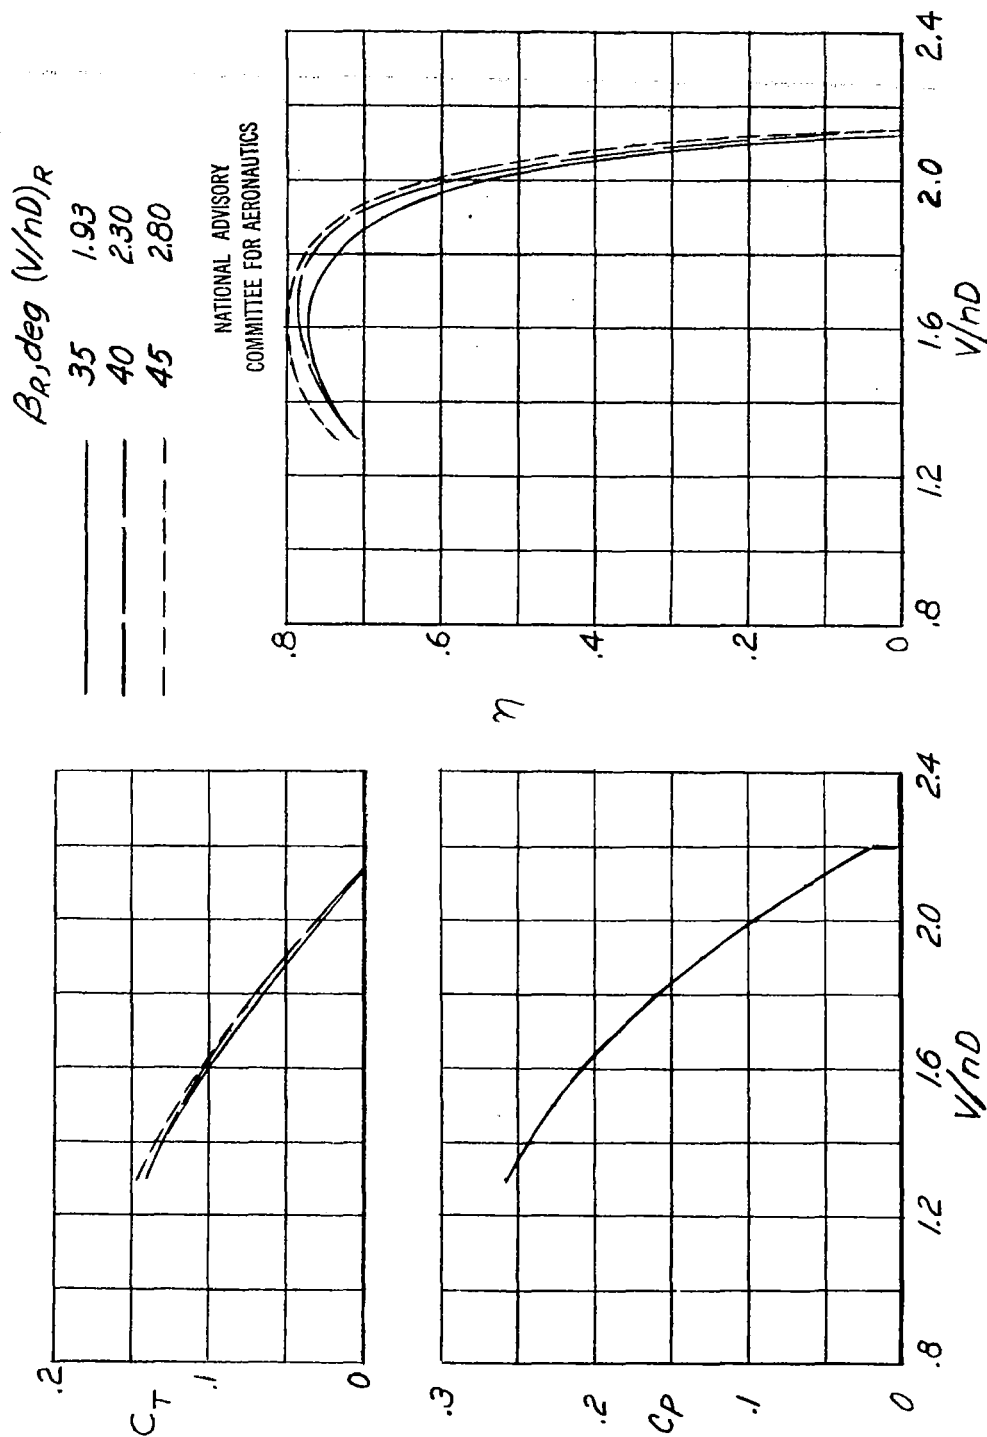 β_R, deg (V/nD)_R
35 1.93
40 2.30
45 2.80
NATIONAL ADVISORY
COMMITTEE FOR AERONAUTICS
.2
C_T
.1
0
.3
.2
C_P
.1
0
.8 1.2 1.6 2.0 2.4
V/nD
.8
.6
η
.4
.2
0
.8 1.2 1.6 2.0 2.4
V/nD